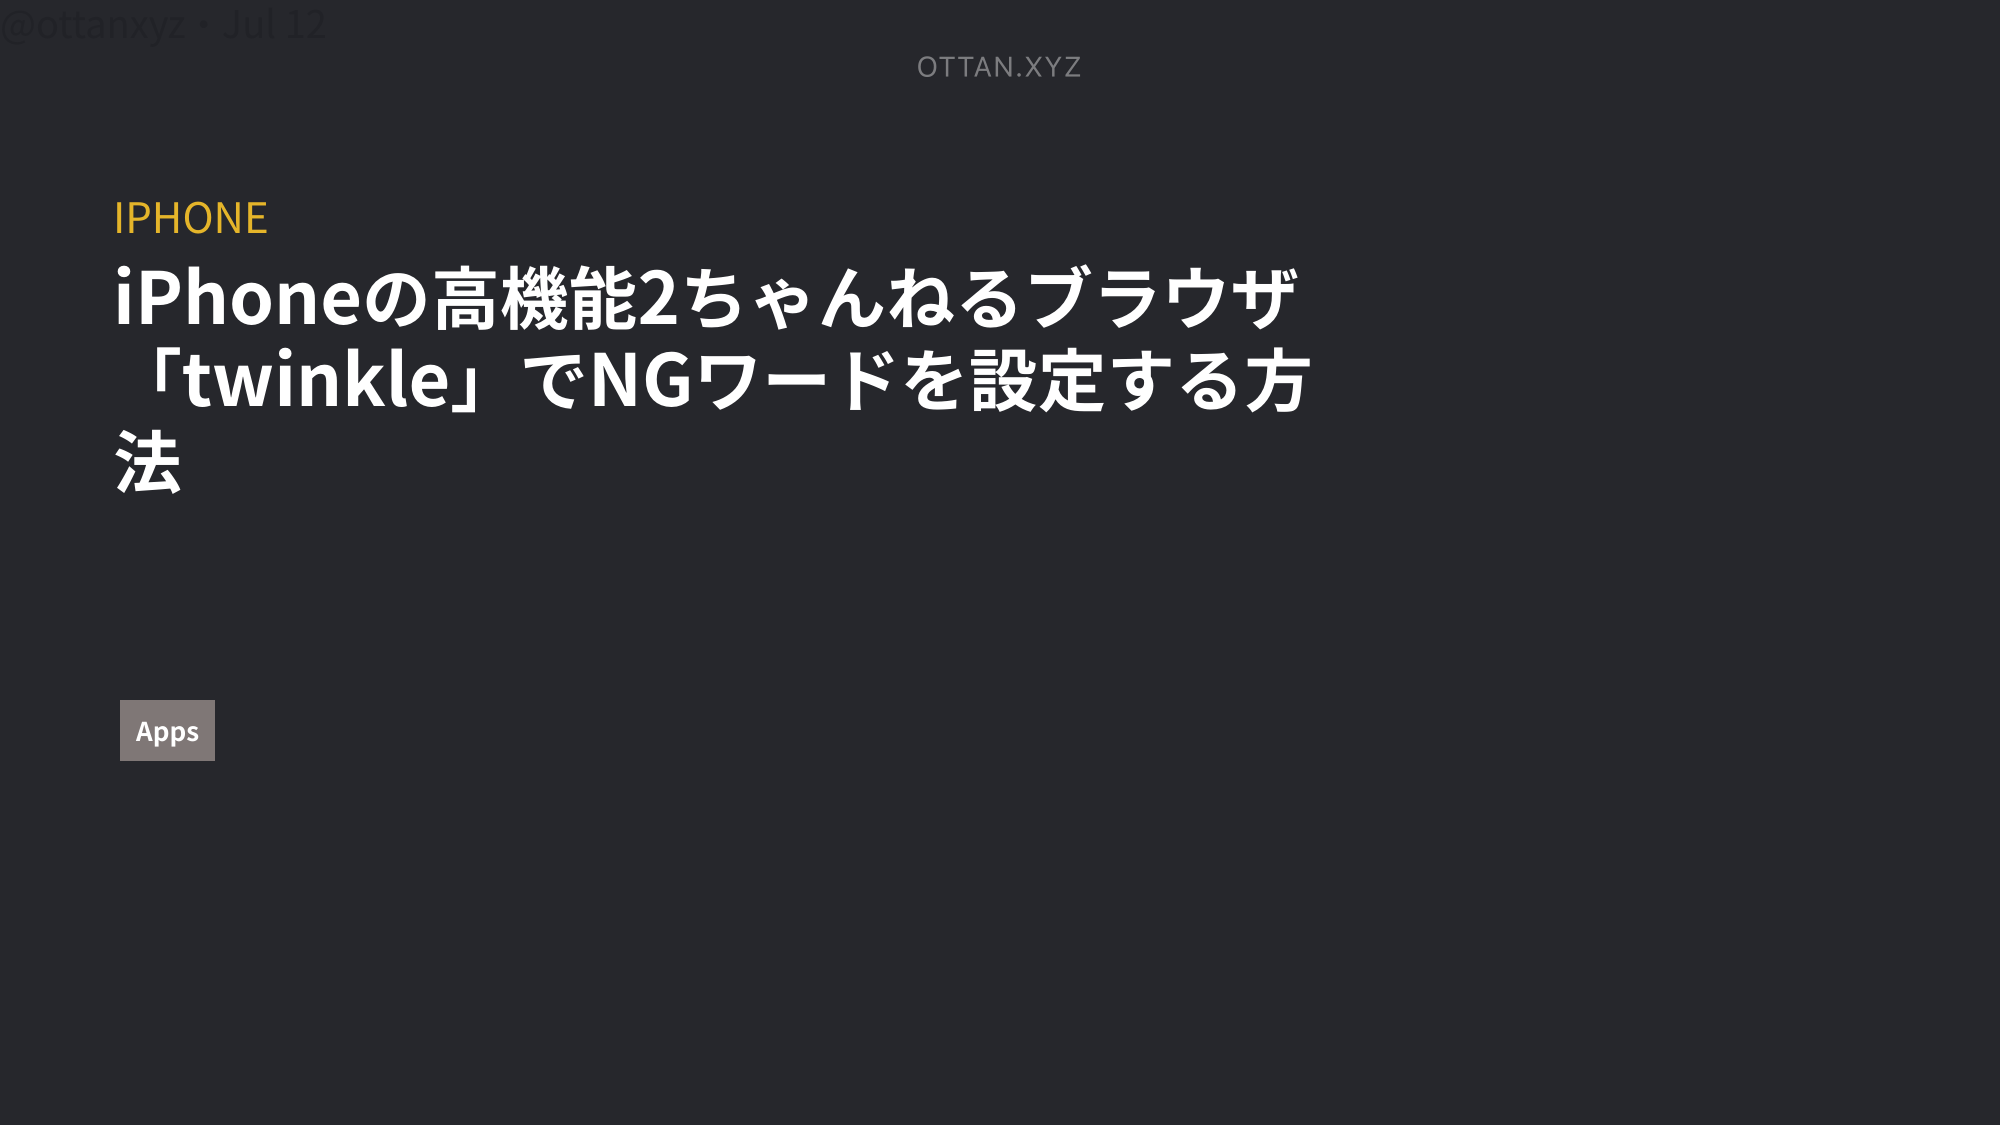 @ottanxyz・Jul 12
OTTAN.XYZ
IPHONE
iPhoneの高機能2ちゃんねるブラウザ
「twinkle」でNGワードを設定する方
法
Apps